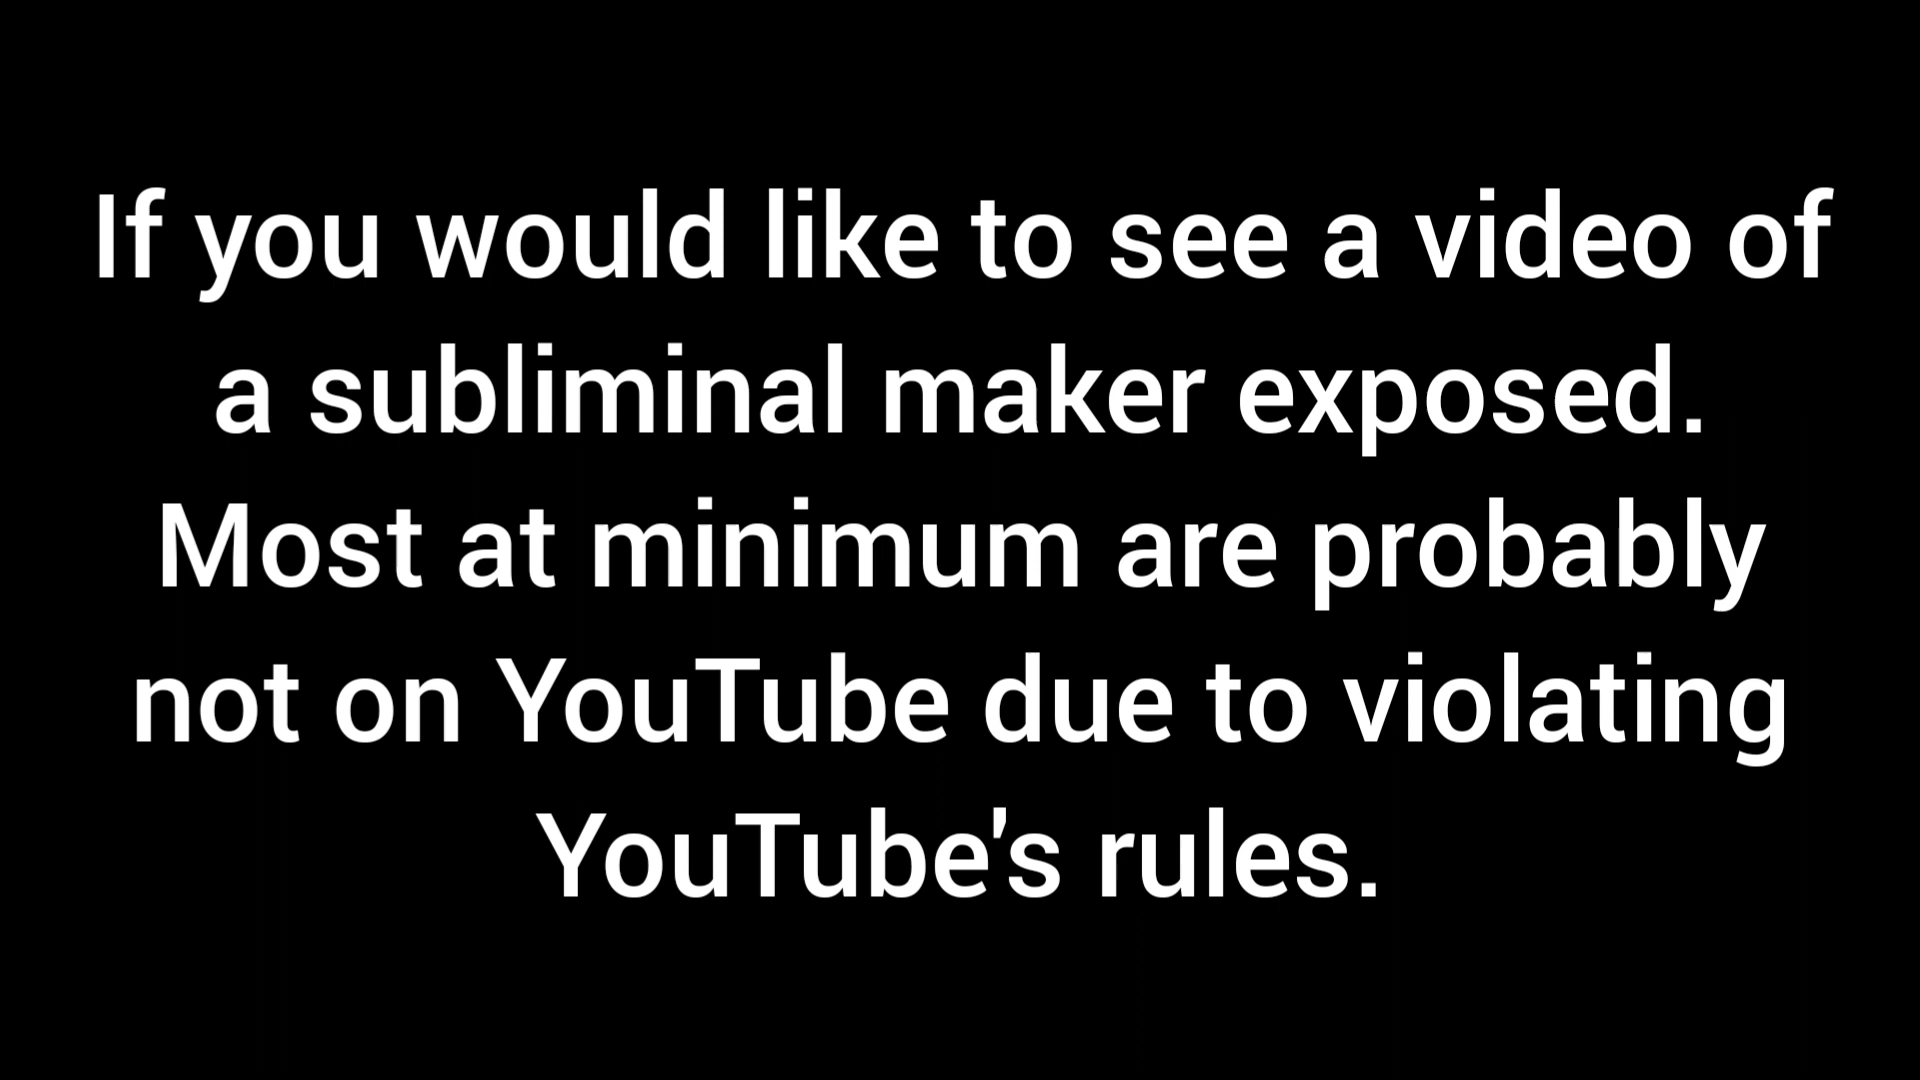 If you would like to see a video of
a subliminal maker exposed.
Most at minimum are probably
not on YouTube due to violating
YouTube's rules.